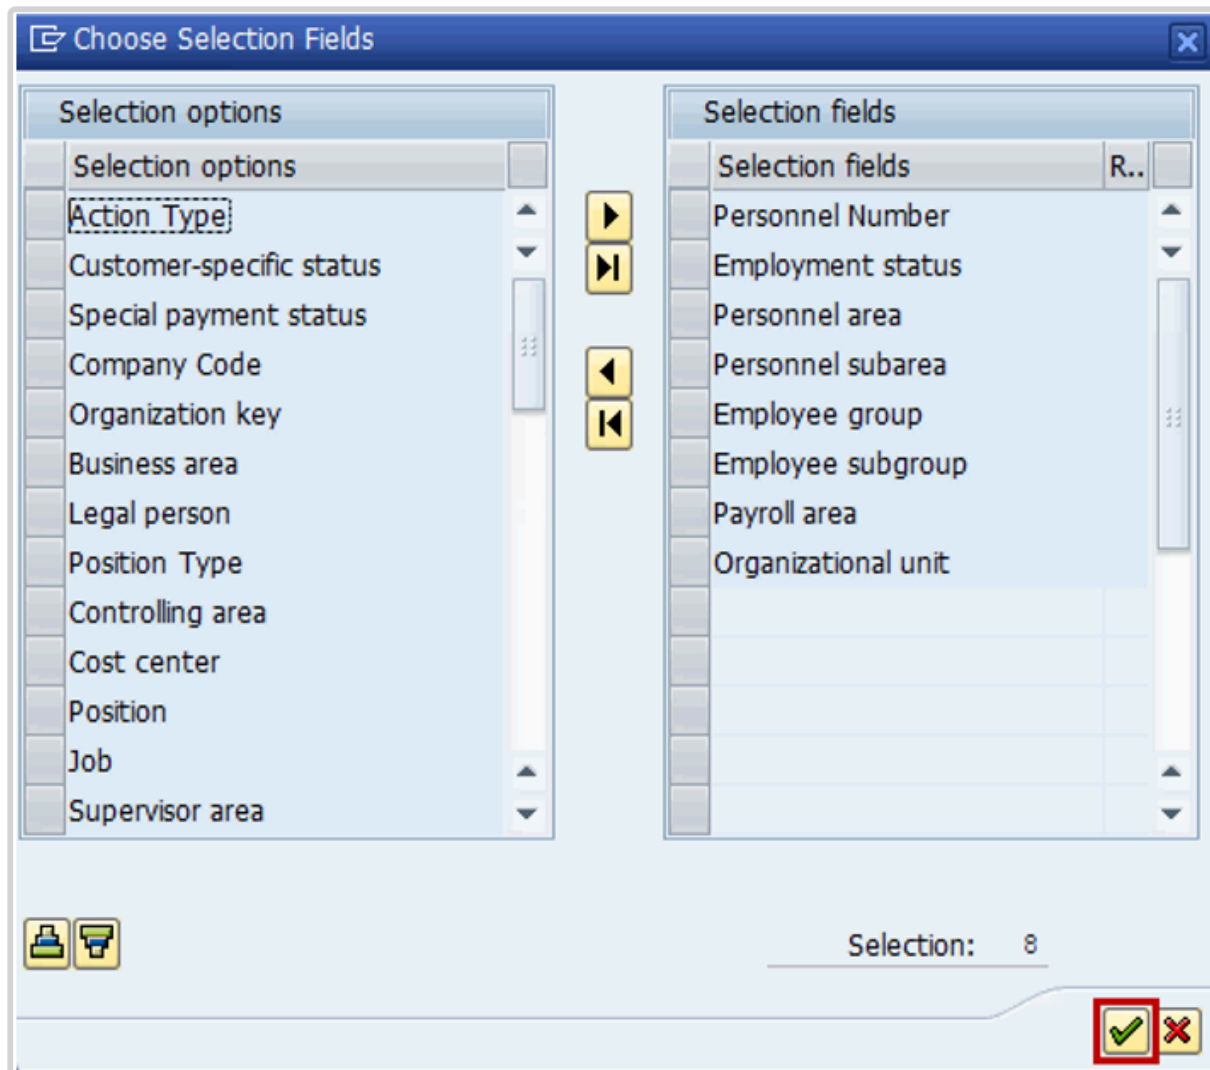 Choose Selection Fields
Selection options
Selection options
Action Type
Customer-specific status
Special payment status
Company Code
Organization key
Business area
Legal person
Position Type
Controlling area
Cost center
Position
Job
Supervisor area
Selection fields
Selection fields R..
Personnel Number
Employment status
Personnel area
Personnel subarea
Employee group
Employee subgroup
Payroll area
Organizational unit
Selection: 8